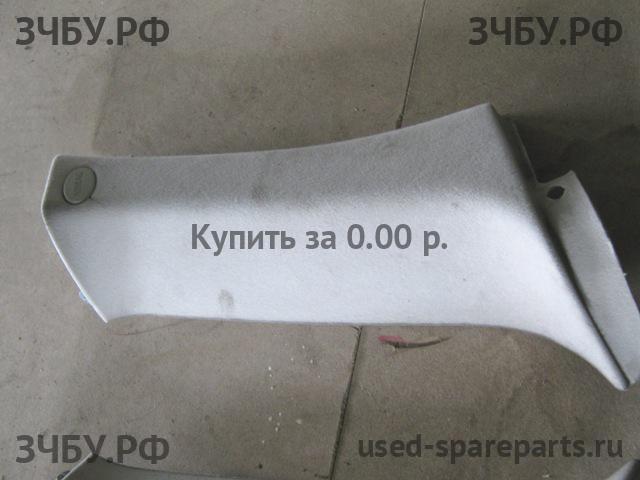 ЗЧБУ.РФ ЗЧБУ.РФ
Купить за 0.00 р.
ЗЧБУ.РФ used-spareparts.ru